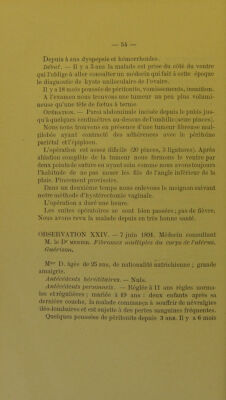 — 54 —
Depuis 3 ans dyspepsie et hémorrhoïdes.
Début. — Il y a 3 ans la malade est prise du côté du ventre
qui l'oblige à aller consulter un médecin qui fait à cette époque
le diagnostic de kyste uniloculaire de l'ovaire.
Il y a 18 mois poussée de péritonite, vomissements, insuffison.
A l'examen nous trouvons une tumeur un peu plus volumi-
neuse qu'une tête de fœtus à terme.
OPÉRATION. — Paroi abdominale incisée depuis le pubis jus-
qu'à quelques centimètres au-dessus de l'ombilic (seize pinces).
Nous nous trouvons en présence d'une tumeur fibreuse mul-
tilobée ayant contracté des adhérences avec le péritoine
pariétal et l'épiploon.
L'opération est assez difficile (20 pinces, 3 ligatures). Après
ablation complète de la tumeur nous fermons le ventre par
deux points de suture en ayant soin comme nous avons toujours
l'habitude de ne pas nouer les fils de l'angle inférieur de la
plaie. Pincement provisoire.
Dans un deuxième temps nous enlevons le moignon suivant
notre méthode d'hystérectomie vaginale.
L'opération a duré une heure.
Les suites opératoires se sont bien passées; pas de fièvre.
Nous avons revu la malade depuis en très bonne santé.
OBSERVATION XXIV. — 7 juin 1891. Médecin consultant
M. le Dr Fibromes multiples du corps de l'utérus.
Guérison.
Mme D. âgée de 25 ans, de nationalité autrichienne; grande
amaigrie.
Antécédents héréditaires. — Nuls.
Antécédents personnels. — Réglée à 11 ans règles norma-
les et régulières; mariée à 19 ans: deux enfants après sa
dernière couche, la malade commença à souffrir de névralgies
iléo-lombaires et est sujette à des pertes sanguines fréquentes.
Quelques poussées de péritonite depuis 3 ans. Il y a 6 mois